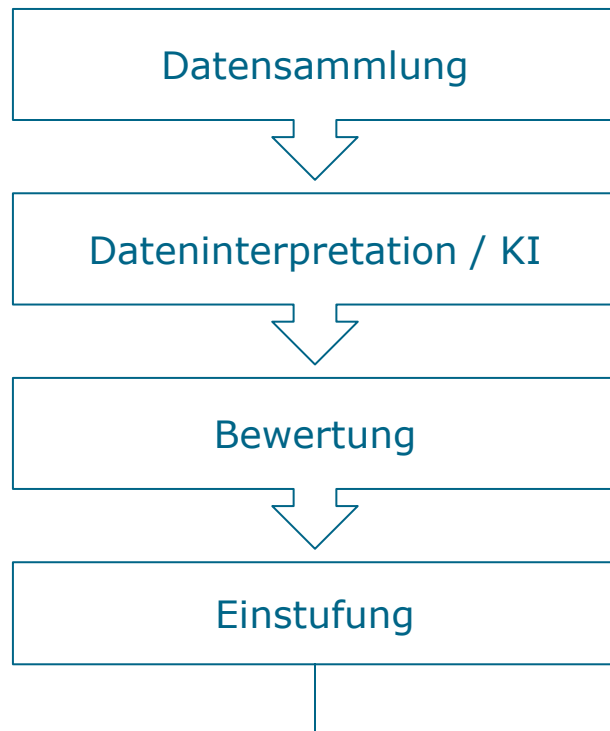 Datensammlung
Dateninterpretation / KI
Bewertung
Einstufung